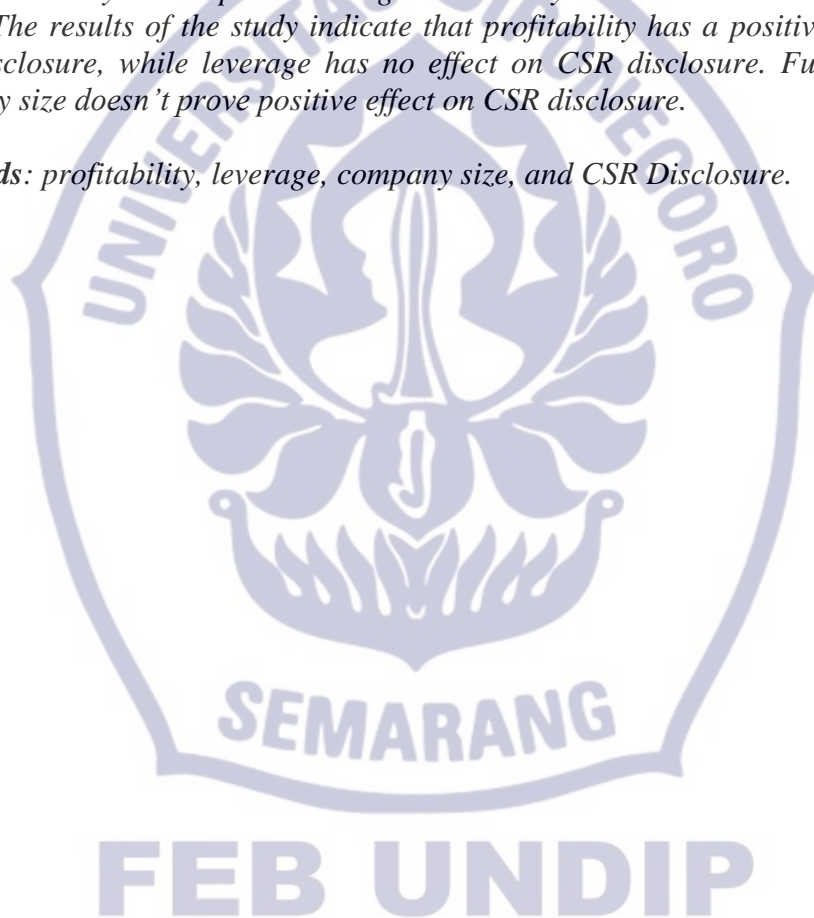 The results of the study indicate that profitability has a positiv
sclosure, while leverage has no effect on CSR disclosure. Fu
y size doesn't prove positive effect on CSR disclosure.
ds: profitability, leverage, company size, and CSR Disclosure.
UNIVERSITAS DIPONEGORO
SEMARANG
FEB UNDIP